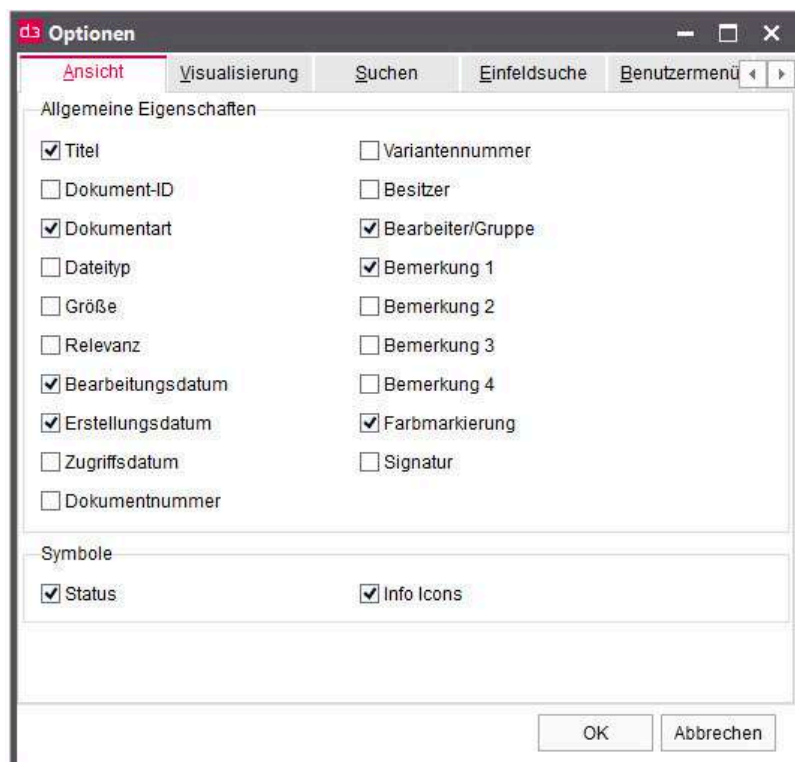 d3 Optionen
Ansicht Visualisierung Suchen Einfeldsuche Benutzermenü
Allgemeine Eigenschaften
Titel
Dokument-ID
Dokumentart
Dateityp
Größe
Relevanz
Bearbeitungsdatum
Erstellungsdatum
Zugriffsdatum
Dokumentnummer
Variantennummer
Besitzer
Bearbeiter/Gruppe
Bemerkung 1
Bemerkung 2
Bemerkung 3
Bemerkung 4
Farbmarkierung
Signatur
Symbole
Status
Info Icons
OK Abbrechen